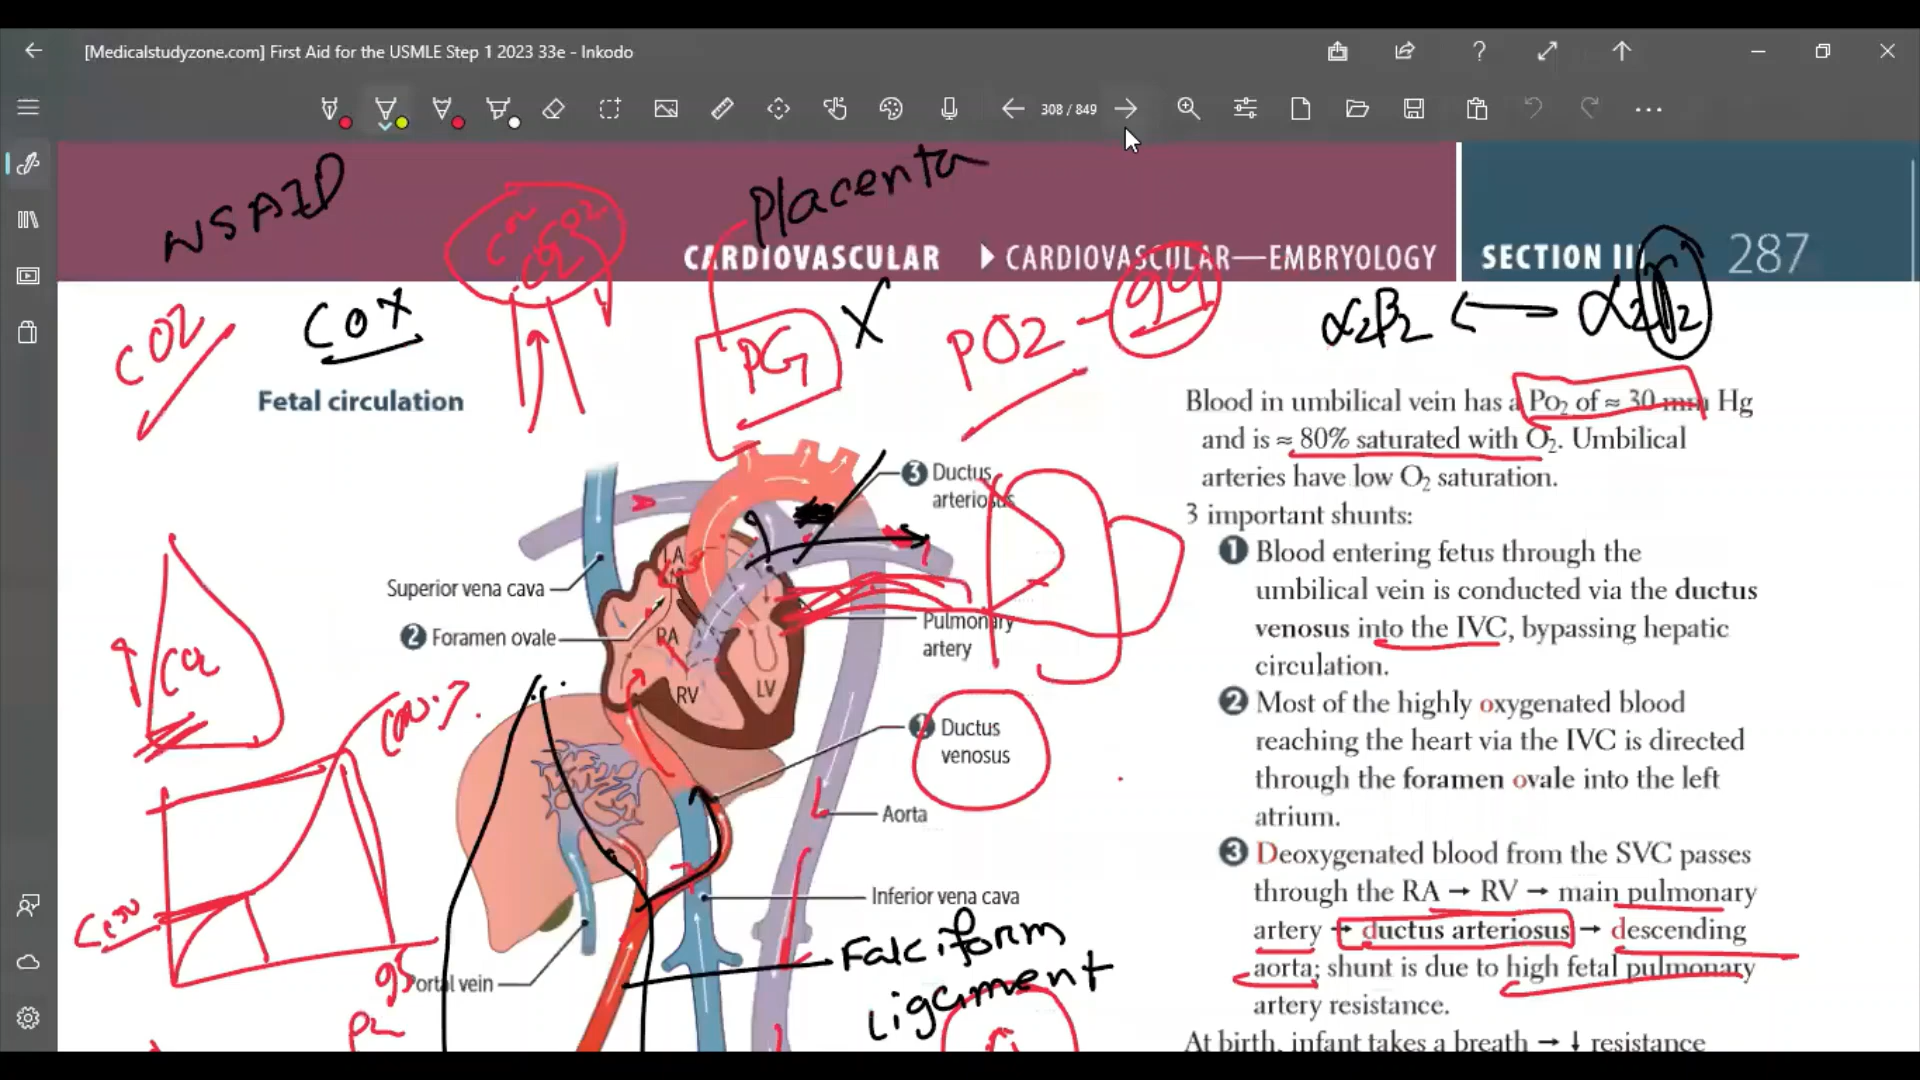 [Medicalstudyzone.com] First Aid for the USMLE Step 1 2023 33e - Inkodo
308 / 849
NSAID
Placenta
CARDIOVASCULAR ▶ CARDIOVASCULAR—EMBRYOLOGY
SECTION III 287
CO2
COX
PG X
PO2 -
α2β2 ⟷ α2γ2
Fetal circulation
Blood in umbilical vein has a Po2 of ≈ 30 mm Hg
and is ≈ 80% saturated with O2. Umbilical
arteries have low O2 saturation.
3 important shunts:
1 Blood entering fetus through the
umbilical vein is conducted via the ductus
venosus into the IVC, bypassing hepatic
circulation.
2 Most of the highly oxygenated blood
reaching the heart via the IVC is directed
through the foramen ovale into the left
atrium.
3 Deoxygenated blood from the SVC passes
through the RA → RV → main pulmonary
artery → ductus arteriosus → descending
aorta; shunt is due to high fetal pulmonary
artery resistance.
At birth, infant takes a breath → ↓ resistance
3 Ductus
arteriosus
LA
Superior vena cava
2 Foramen ovale
RA
Pulmonary
artery
RV
LV
1 Ductus
venosus
Aorta
Inferior vena cava
Portal vein
Falciform
ligament